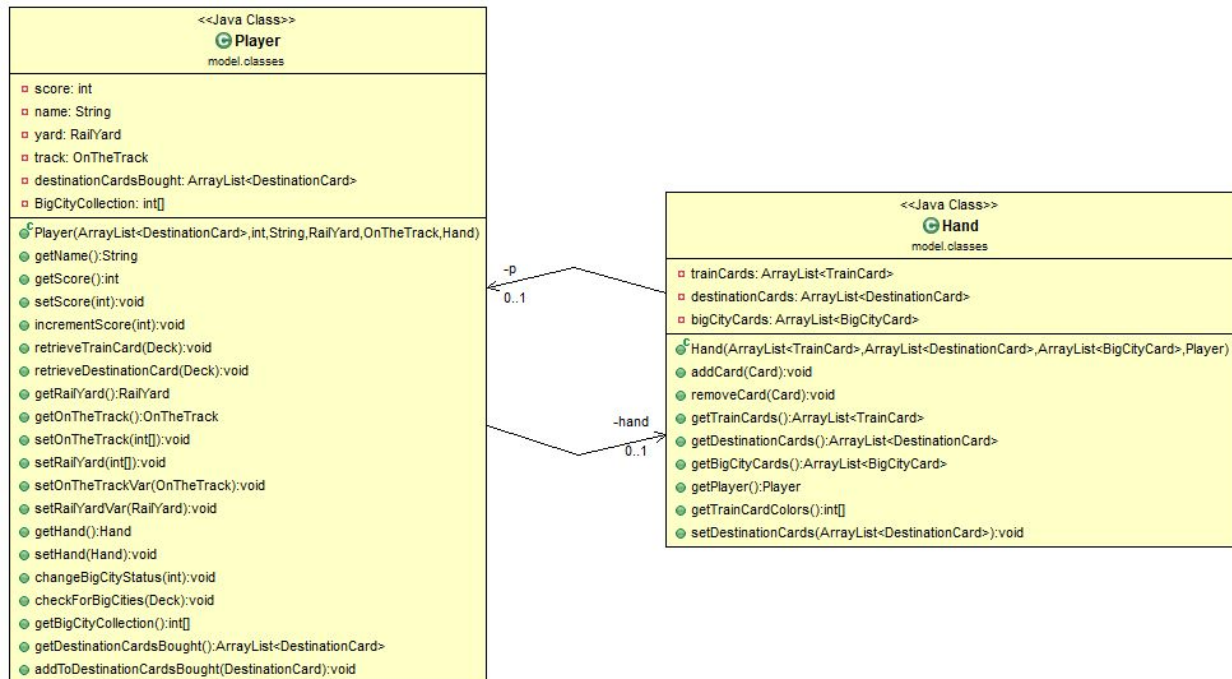 <<Java Class>>
Player
model.classes
score: int
name: String
yard: RailYard
track: OnTheTrack
destinationCardsBought: ArrayList<DestinationCard>
BigCityCollection: int[]
Player(ArrayList<DestinationCard>,int,String,RailYard,OnTheTrack,Hand)
getName():String
getScore():int
setScore(int):void
incrementScore(int):void
retrieveTrainCard(Deck):void
retrieveDestinationCard(Deck):void
getRailYard():RailYard
getOnTheTrack():OnTheTrack
setOnTheTrack(int[]):void
setRailYard(int[]):void
setOnTheTrackVar(OnTheTrack):void
setRailYardVar(RailYard):void
getHand():Hand
setHand(Hand):void
changeBigCityStatus(int):void
checkForBigCities(Deck):void
getBigCityCollection():int[]
getDestinationCardsBought():ArrayList<DestinationCard>
addToDestinationCardsBought(DestinationCard):void
-p
0..1
-hand
0..1
<<Java Class>>
Hand
model.classes
trainCards: ArrayList<TrainCard>
destinationCards: ArrayList<DestinationCard>
bigCityCards: ArrayList<BigCityCard>
Hand(ArrayList<TrainCard>,ArrayList<DestinationCard>,ArrayList<BigCityCard>,Player)
addCard(Card):void
removeCard(Card):void
getTrainCards():ArrayList<TrainCard>
getDestinationCards():ArrayList<DestinationCard>
getBigCityCards():ArrayList<BigCityCard>
getPlayer():Player
getTrainCardColors():int[]
setDestinationCards(ArrayList<DestinationCard>):void